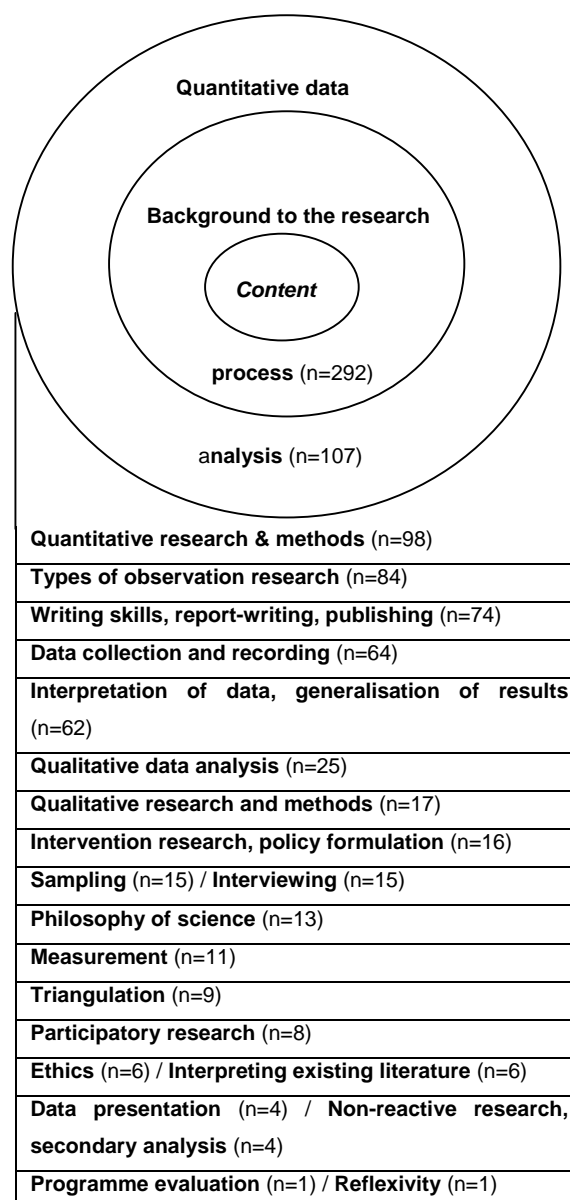 Quantitative data
Background to the research
Content
process (n=292)
analysis (n=107)
Quantitative research & methods (n=98)
Types of observation research (n=84)
Writing skills, report-writing, publishing (n=74)
Data collection and recording (n=64)
Interpretation of data, generalisation of results
(n=62)
Qualitative data analysis (n=25)
Qualitative research and methods (n=17)
Intervention research, policy formulation (n=16)
Sampling (n=15) / Interviewing (n=15)
Philosophy of science (n=13)
Measurement (n=11)
Triangulation (n=9)
Participatory research (n=8)
Ethics (n=6) / Interpreting existing literature (n=6)
Data presentation (n=4) / Non-reactive research,
secondary analysis (n=4)
Programme evaluation (n=1) / Reflexivity (n=1)